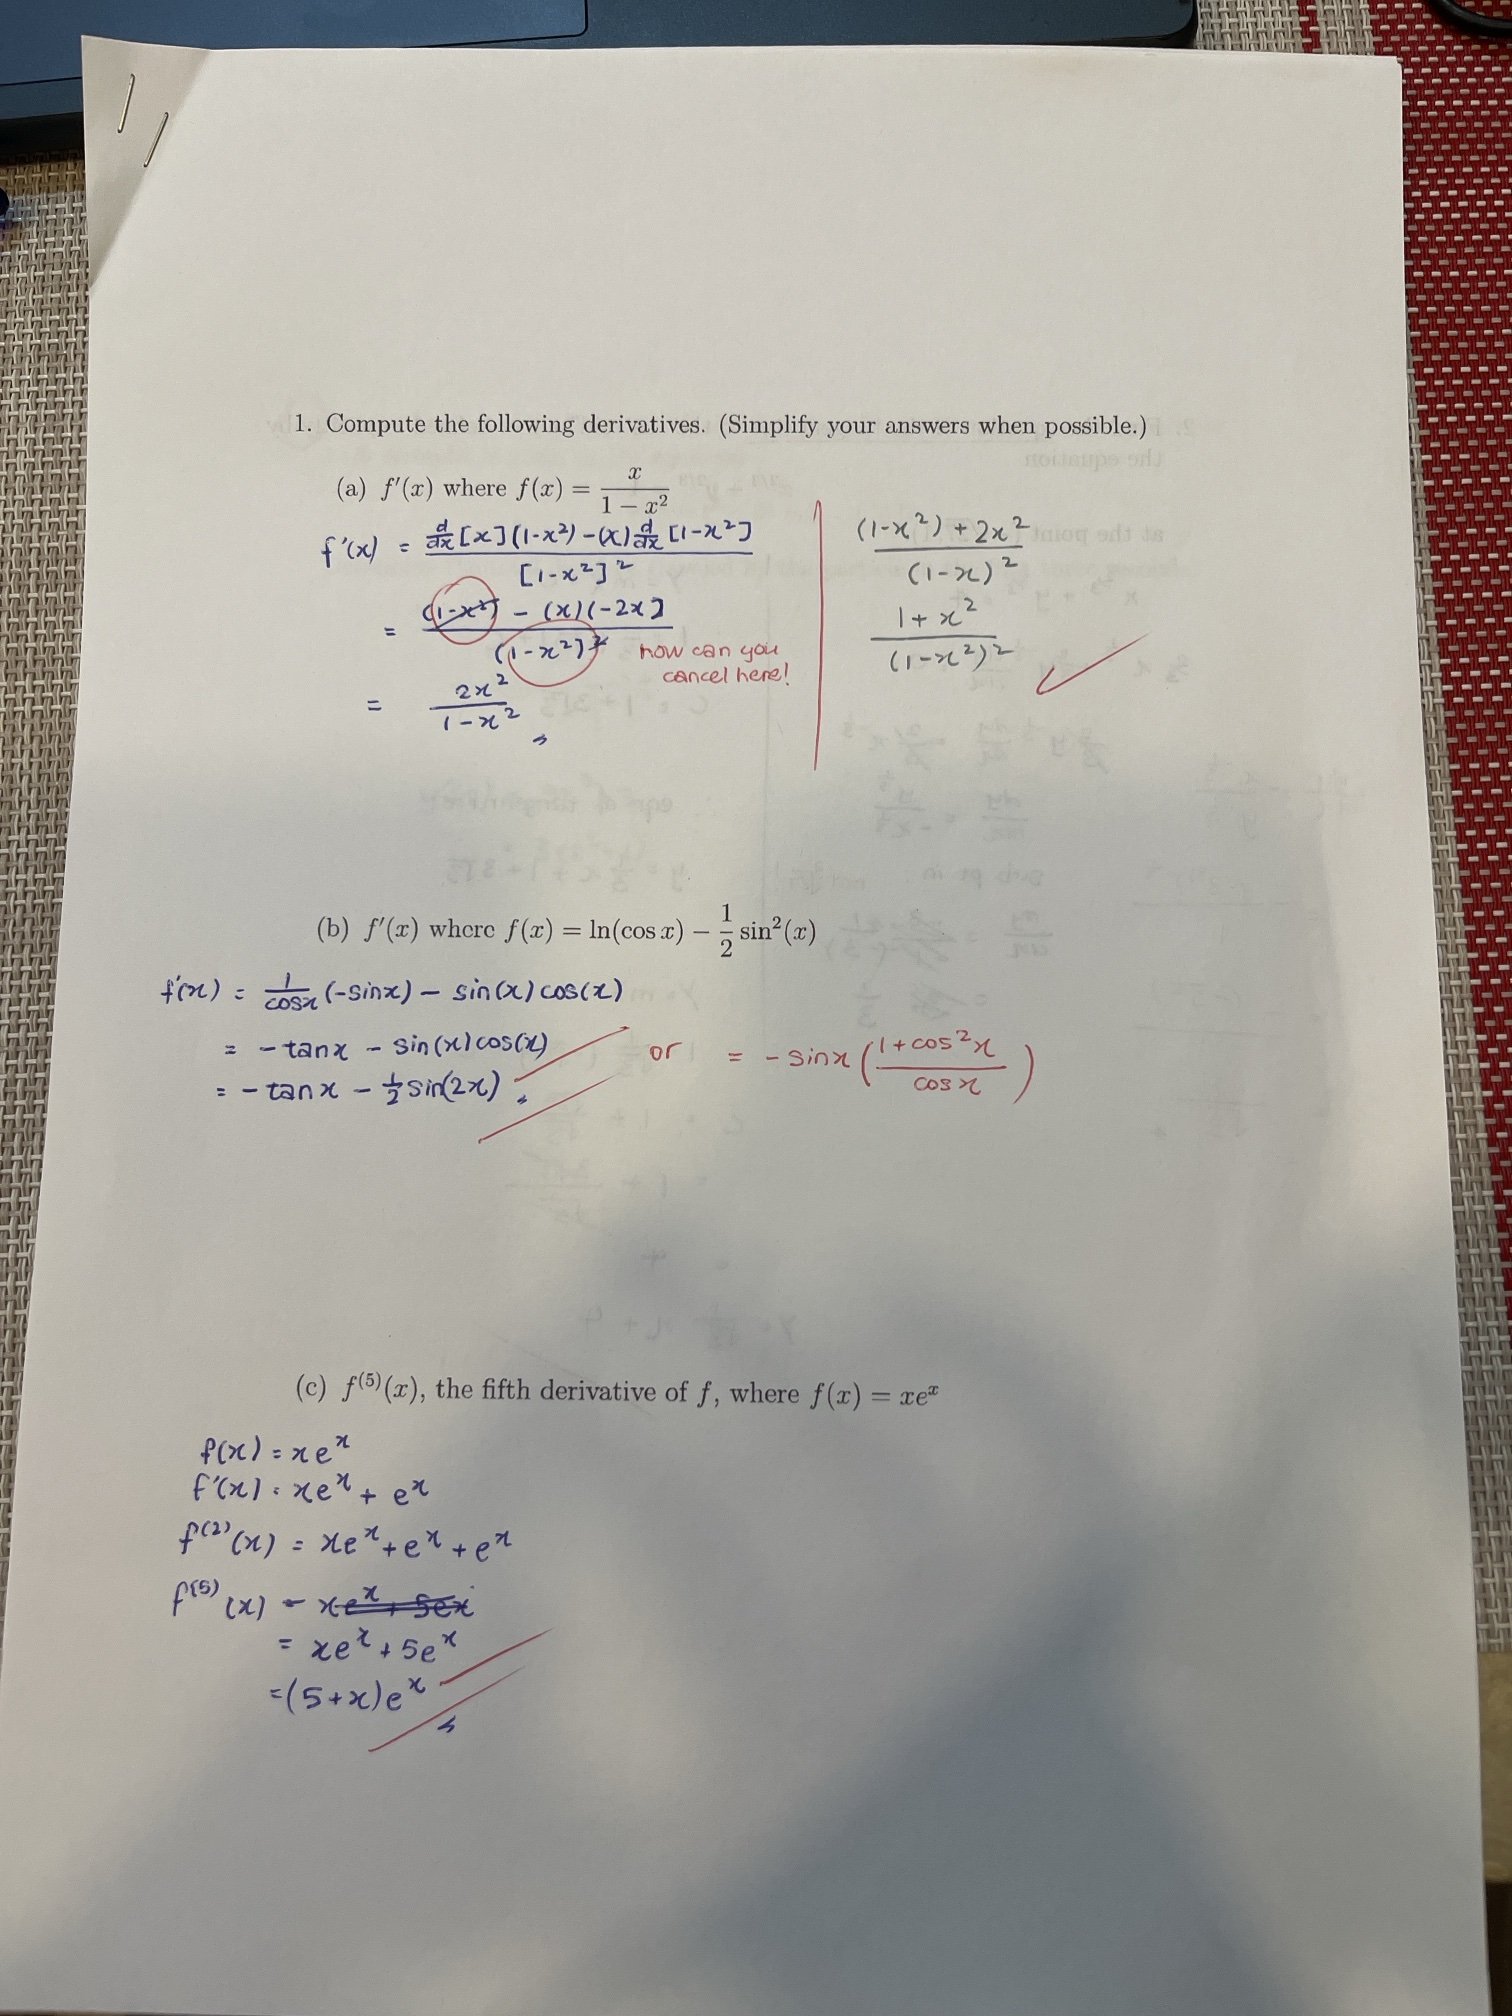 1. Compute the following derivatives. (Simplify your answers when possible.)
(a) f'(x) where f(x) = x / (1 − x²)
f'(x) = (d/dx [x](1-x²) - (x) d/dx [1-x²]) / [1-x²]²
= ((1-x²) - (x)(-2x]) / (1-x²)²
how can you
cancel here!
= 2x² / 1-x²
((1-x²) + 2x²) / (1-x)²
1 + x² / (1-x²)²
(b) f'(x) where f(x) = ln(cos x) − 1/2 sin²(x)
f'(x) = 1/cosx (-sinx) - sin(x) cos(x)
= -tanx - sin(x)cos(x)
= -tanx - 1/2 sin(2x)
or = -sinx (1+cos²x / cosx)
(c) f⁽⁵⁾(x), the fifth derivative of f, where f(x) = xeˣ
f(x) = xeˣ
f'(x) = xeˣ + eˣ
f⁽²⁾(x) = xeˣ + eˣ + eˣ
f⁽⁵⁾(x) = xeˣ + 5ex
= xeˣ + 5eˣ
= (5+x)eˣ